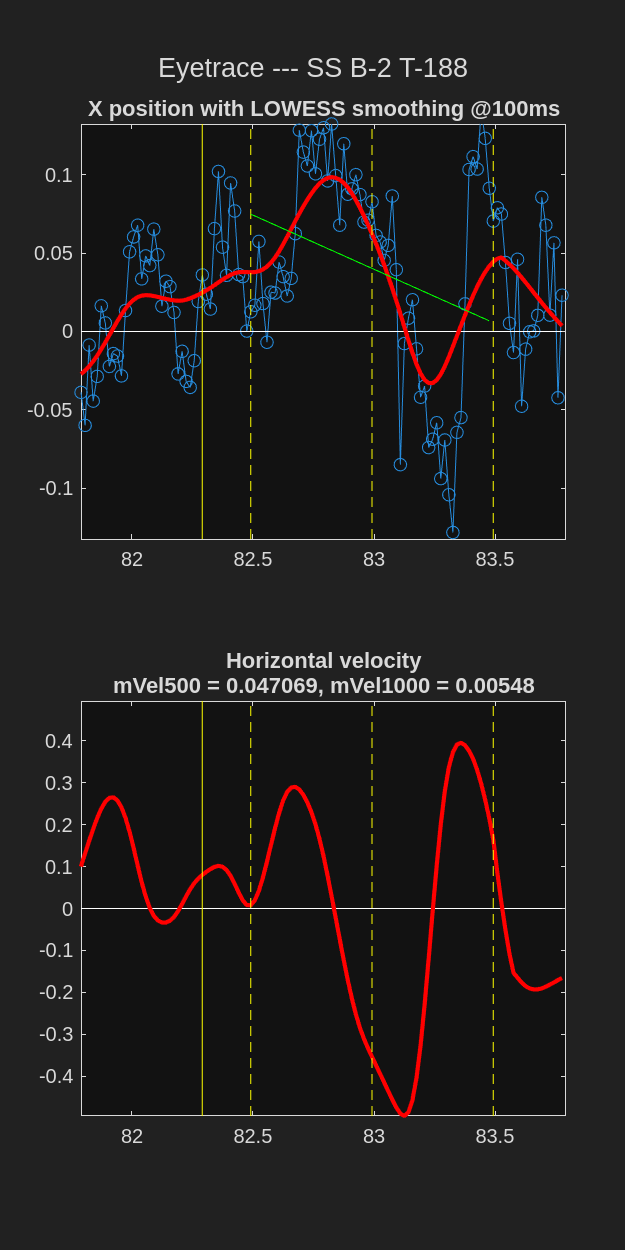 Eyetrace --- SS B-2 T-188
X position with LOWESS smoothing @100ms
0.1
0.05
0
-0.05
-0.1
82 82.5 83 83.5
Horizontal velocity
mVel500 = 0.047069, mVel1000 = 0.00548
0.4
0.3
0.2
0.1
0
-0.1
-0.2
-0.3
-0.4
82 82.5 83 83.5